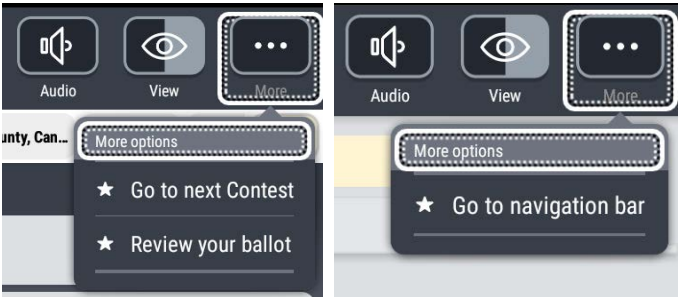 Audio
View
More
unty, Can...
More options
Go to next Contest
Review your ballot
Audio
View
More
More options
Go to navigation bar